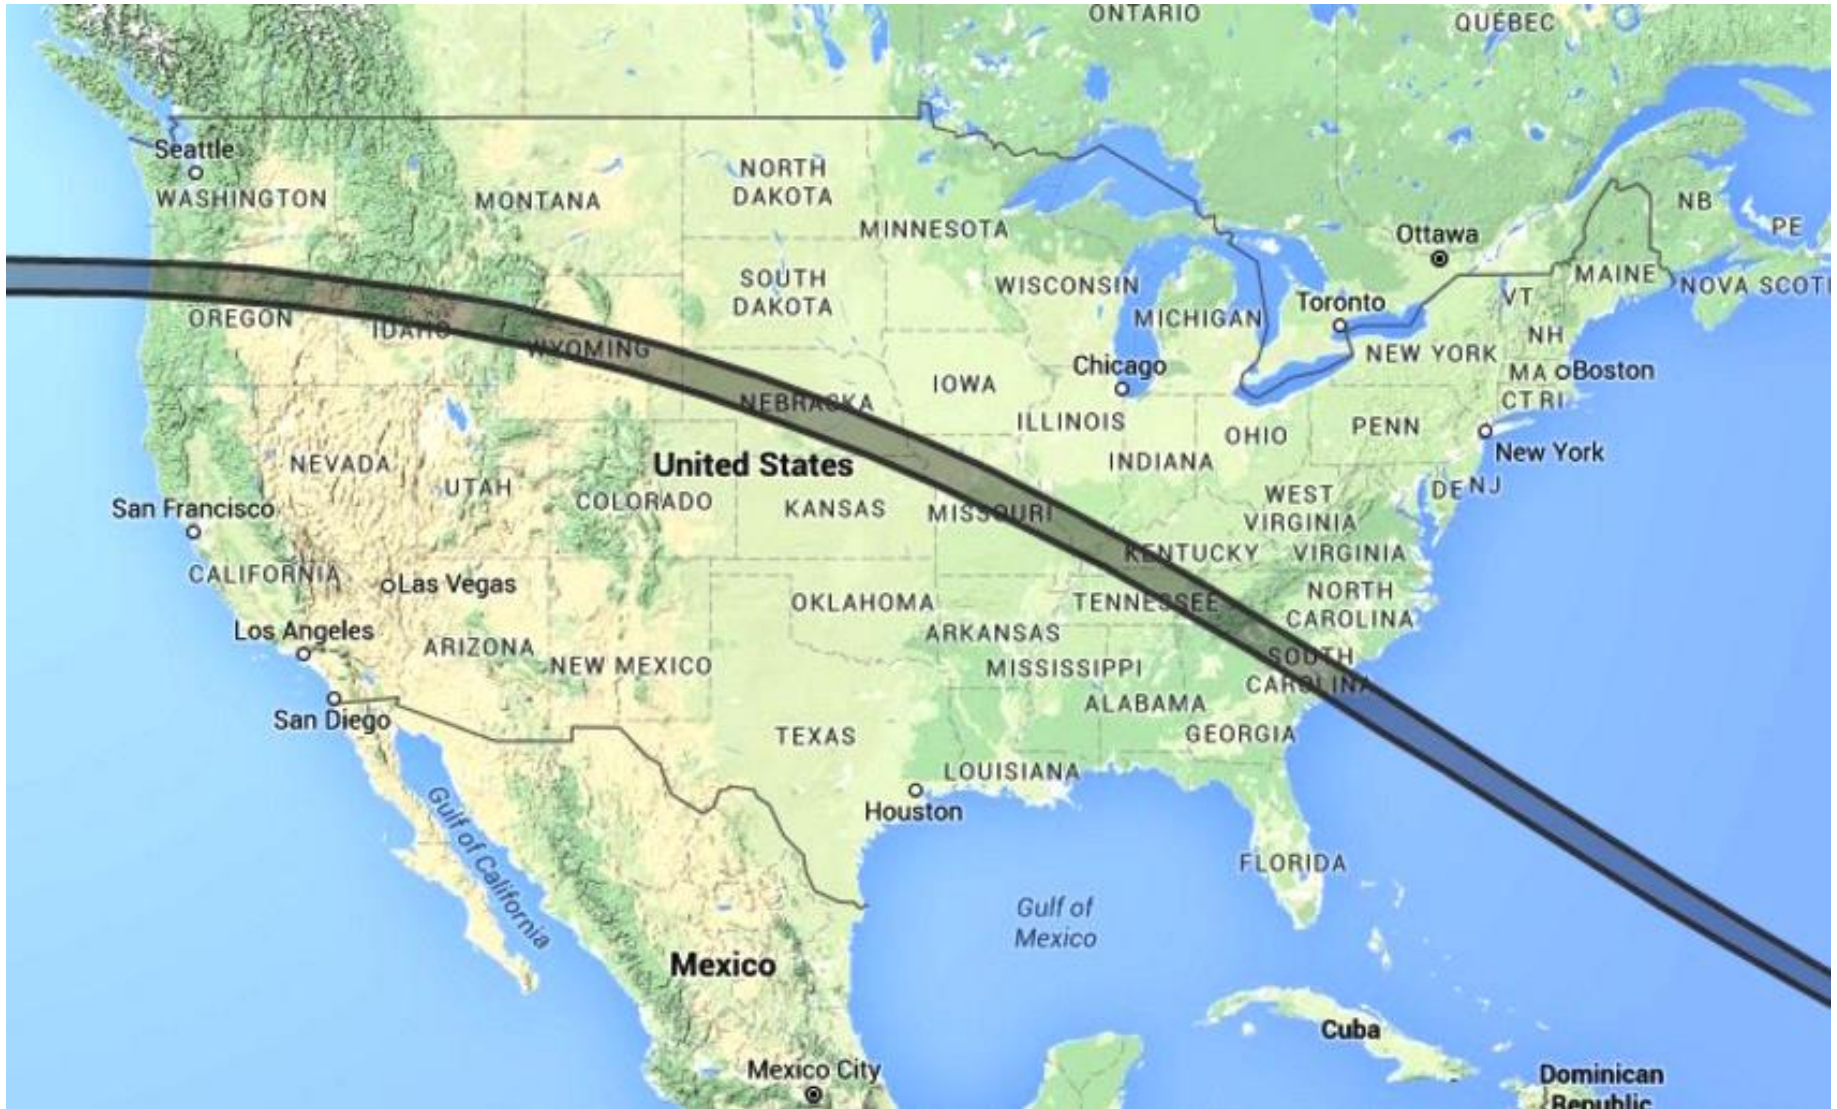 ONTARIO
QUÉBEC
Seattle
WASHINGTON
MONTANA
NORTH
DAKOTA
MINNESOTA
NB
PE
Ottawa
SOUTH
DAKOTA
WISCONSIN
MICHIGAN
Toronto
VT
MAINE
NOVA SCOTI
OREGON
IDAHO
WYOMING
NH
NEW YORK
Chicago
MA
Boston
IOWA
NEBRASKA
CT RI
ILLINOIS
OHIO
PENN
New York
NEVADA
United States
INDIANA
UTAH
COLORADO
DE
NJ
WEST
VIRGINIA
San Francisco
KANSAS
MISSOURI
KENTUCKY
VIRGINIA
CALIFORNIA
Las Vegas
OKLAHOMA
TENNESSEE
NORTH
CAROLINA
Los Angeles
ARIZONA
NEW MEXICO
ARKANSAS
MISSISSIPPI
SOUTH
CAROLINA
San Diego
TEXAS
ALABAMA
GEORGIA
LOUISIANA
Houston
Gulf of California
FLORIDA
Gulf of
Mexico
Mexico
Cuba
Mexico City
Dominican
Republic